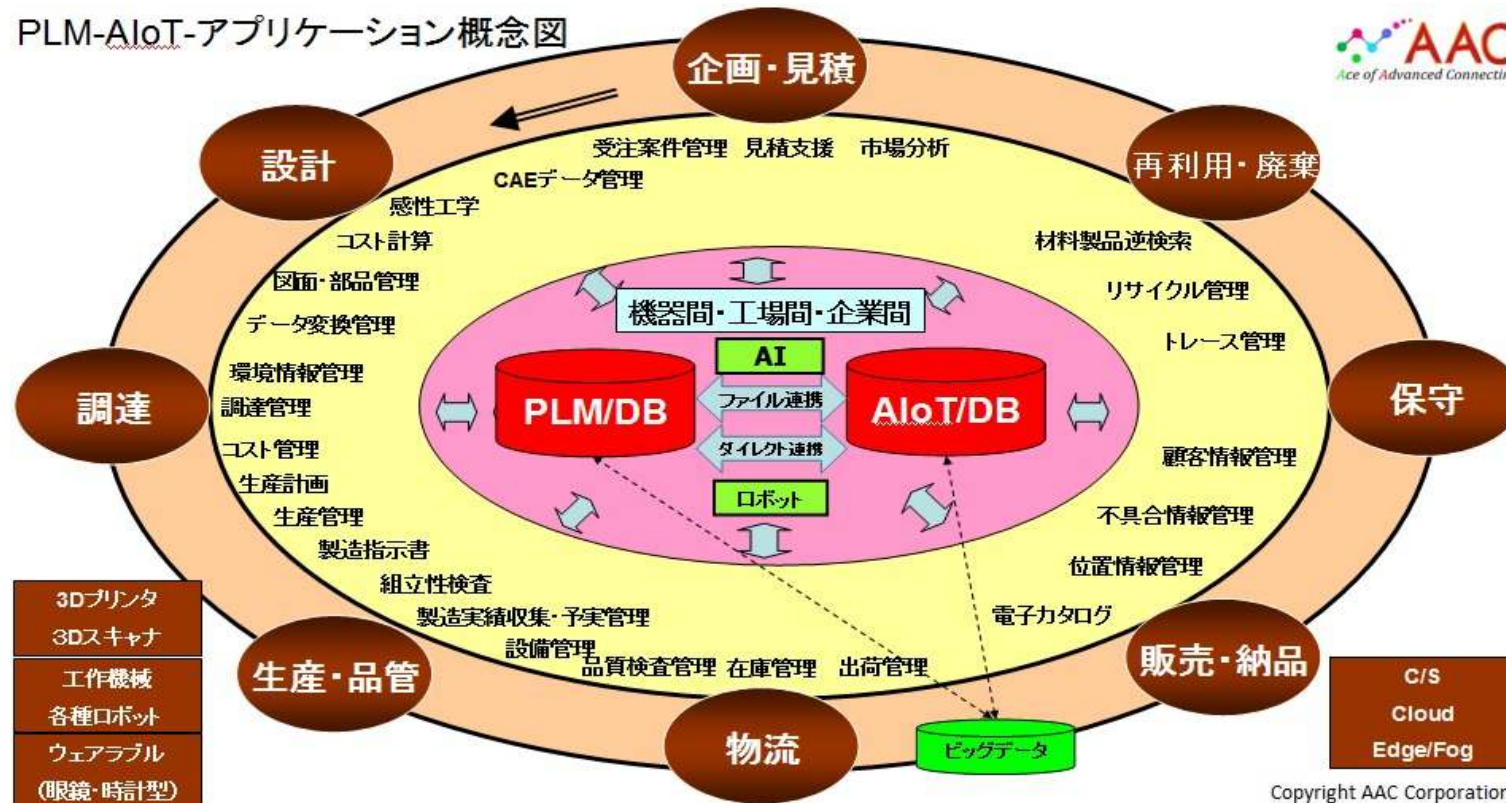 PLM-AIoT-アプリケーション概念図
AAC
Ace of Advanced Connectin
企画・見積
設計
再利用・廃棄
調達
保守
生産・品管
販売・納品
物流
受注案件管理 見積支援 市場分析
CAEデータ管理
感性工学
コスト計算
図面・部品管理
データ変換管理
環境情報管理
調達管理
コスト管理
生産計画
生産管理
製造指示書
組立性検査
製造実績収集・予実管理
設備管理
品質検査管理 在庫管理 出荷管理
材料製品逆検索
リサイクル管理
トレース管理
顧客情報管理
不具合情報管理
位置情報管理
電子カタログ
機器間・工場間・企業間
AI
PLM/DB
ファイル連携
AIoT/DB
ダイレクト連携
ロボット
ビッグデータ
3Dプリンタ
3Dスキャナ
工作機械
各種ロボット
ウェアラブル
(眼鏡・時計型)
C/S
Cloud
Edge/Fog
Copyright AAC Corporation